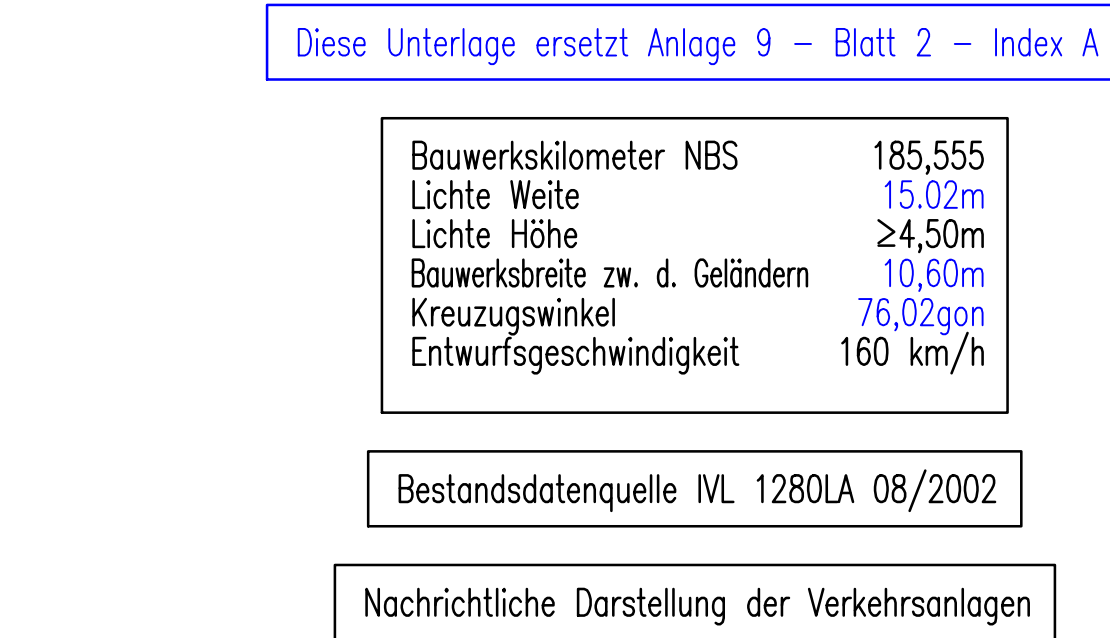 Diese Unterlage ersetzt Anlage 9 – Blatt 2 – Index A
Bauwerkskilometer NBS 185,555
Lichte Weite 15.02m
Lichte Höhe ≥4,50m
Bauwerksbreite zw. d. Geländern 10,60m
Kreuzugswinkel 76,02gon
Entwurfsgeschwindigkeit 160 km/h
Bestandsdatenquelle IVL 1280LA 08/2002
Nachrichtliche Darstellung der Verkehrsanlagen